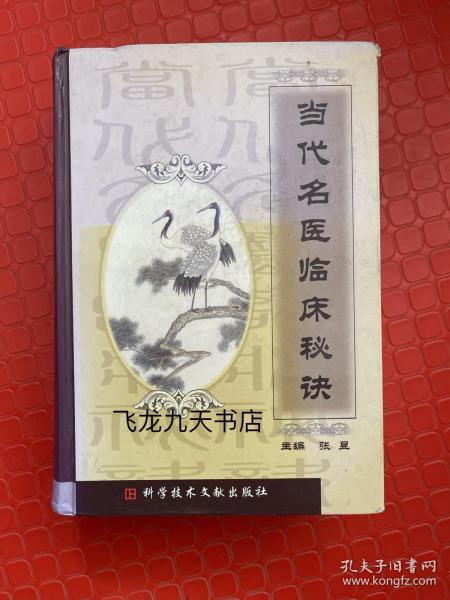 当代名医临床秘诀
主编 张昱
飞龙九天书店
科学技术文献出版社
孔夫子旧书网
www.kongfz.com